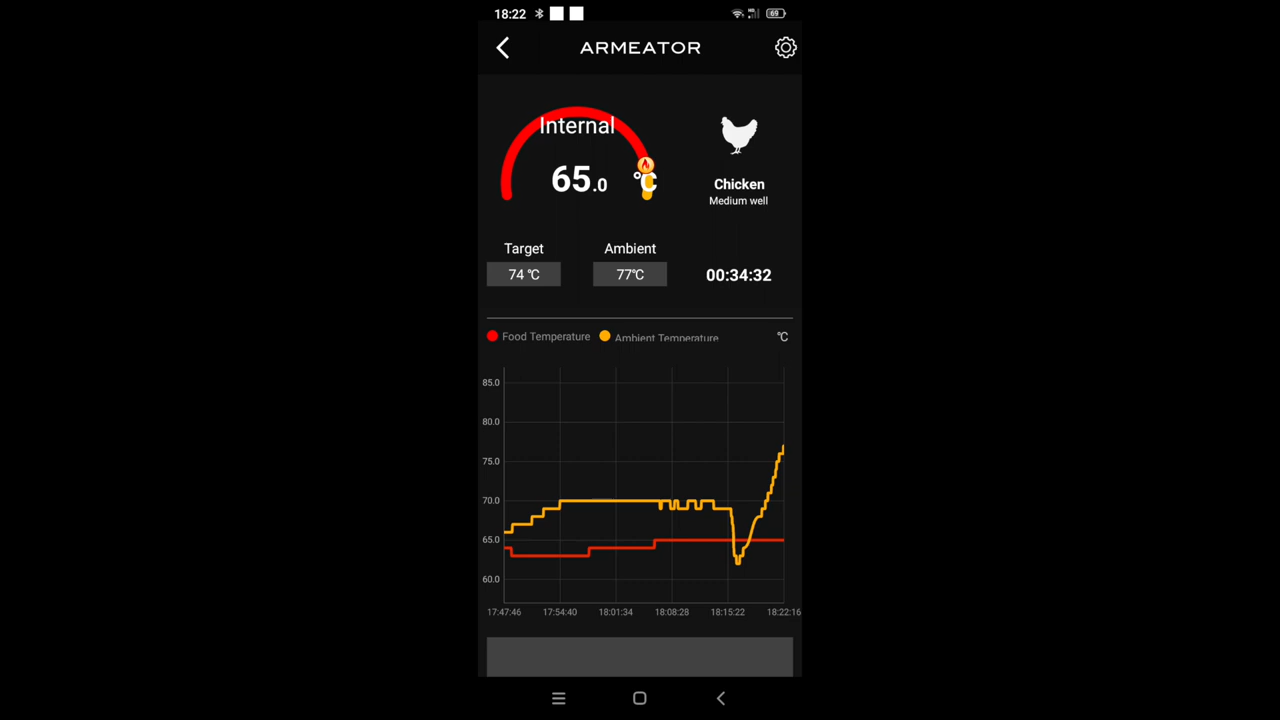 18:22
69
ARMEATOR
Internal
65.0 ℃
Chicken
Medium well
Target
Ambient
74 ℃
77℃
00:34:32
Food Temperature
Ambient Temperature
℃
85.0
80.0
75.0
70.0
65.0
60.0
17:47:46
17:54:40
18:01:34
18:08:28
18:15:22
18:22:16